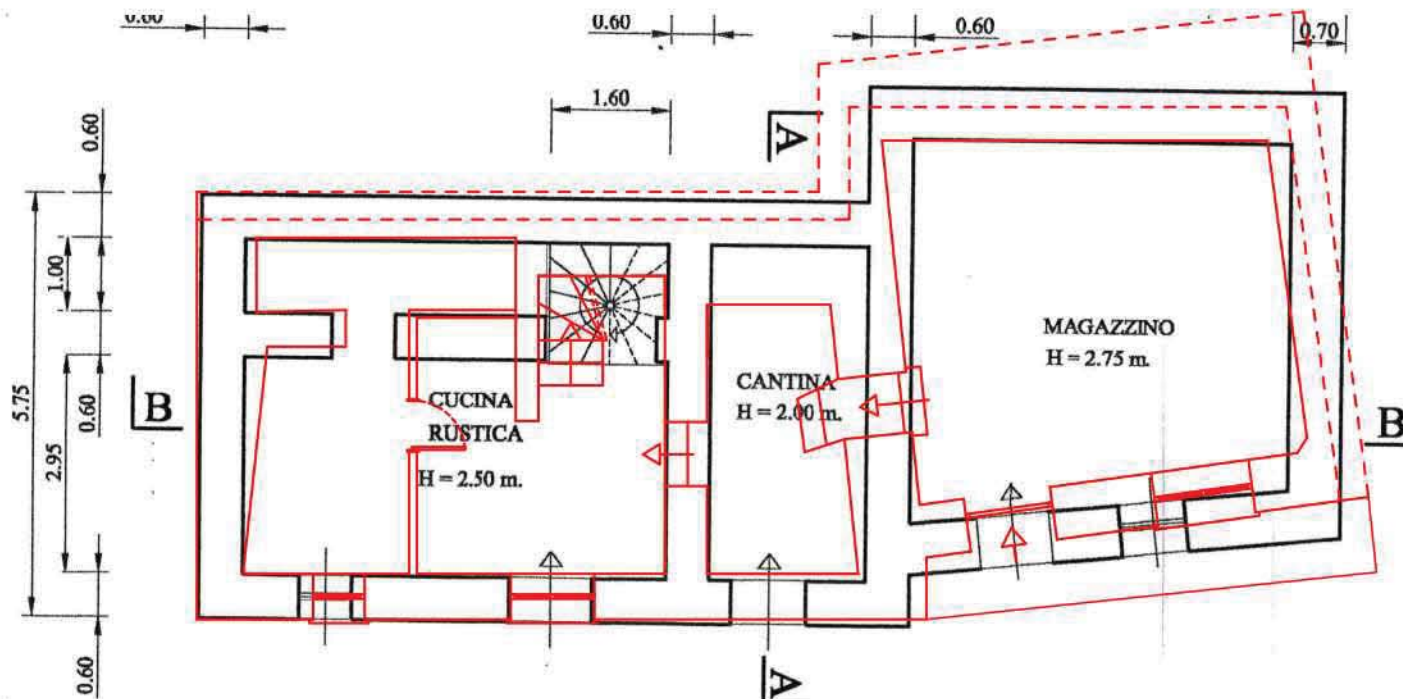 0.60
0.60
0.60
0.70
1.60
0.60
A
1.00
MAGAZZINO
H = 2.75 m.
CANTINA
H = 2.00 m.
CUCINA
RUSTICA
H = 2.50 m.
B
B
5.75
0.60
2.95
0.60
A